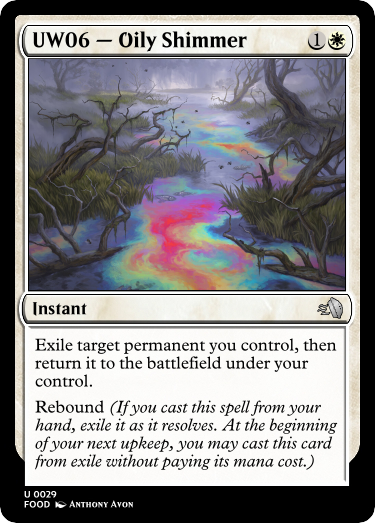 UW06 — Oily Shimmer 1
Instant
Exile target permanent you control, then
return it to the battlefield under your
control.
Rebound (If you cast this spell from your
hand, exile it as it resolves. At the beginning
of your next upkeep, you may cast this card
from exile without paying its mana cost.)
U 0029
FOOD Anthony Avon